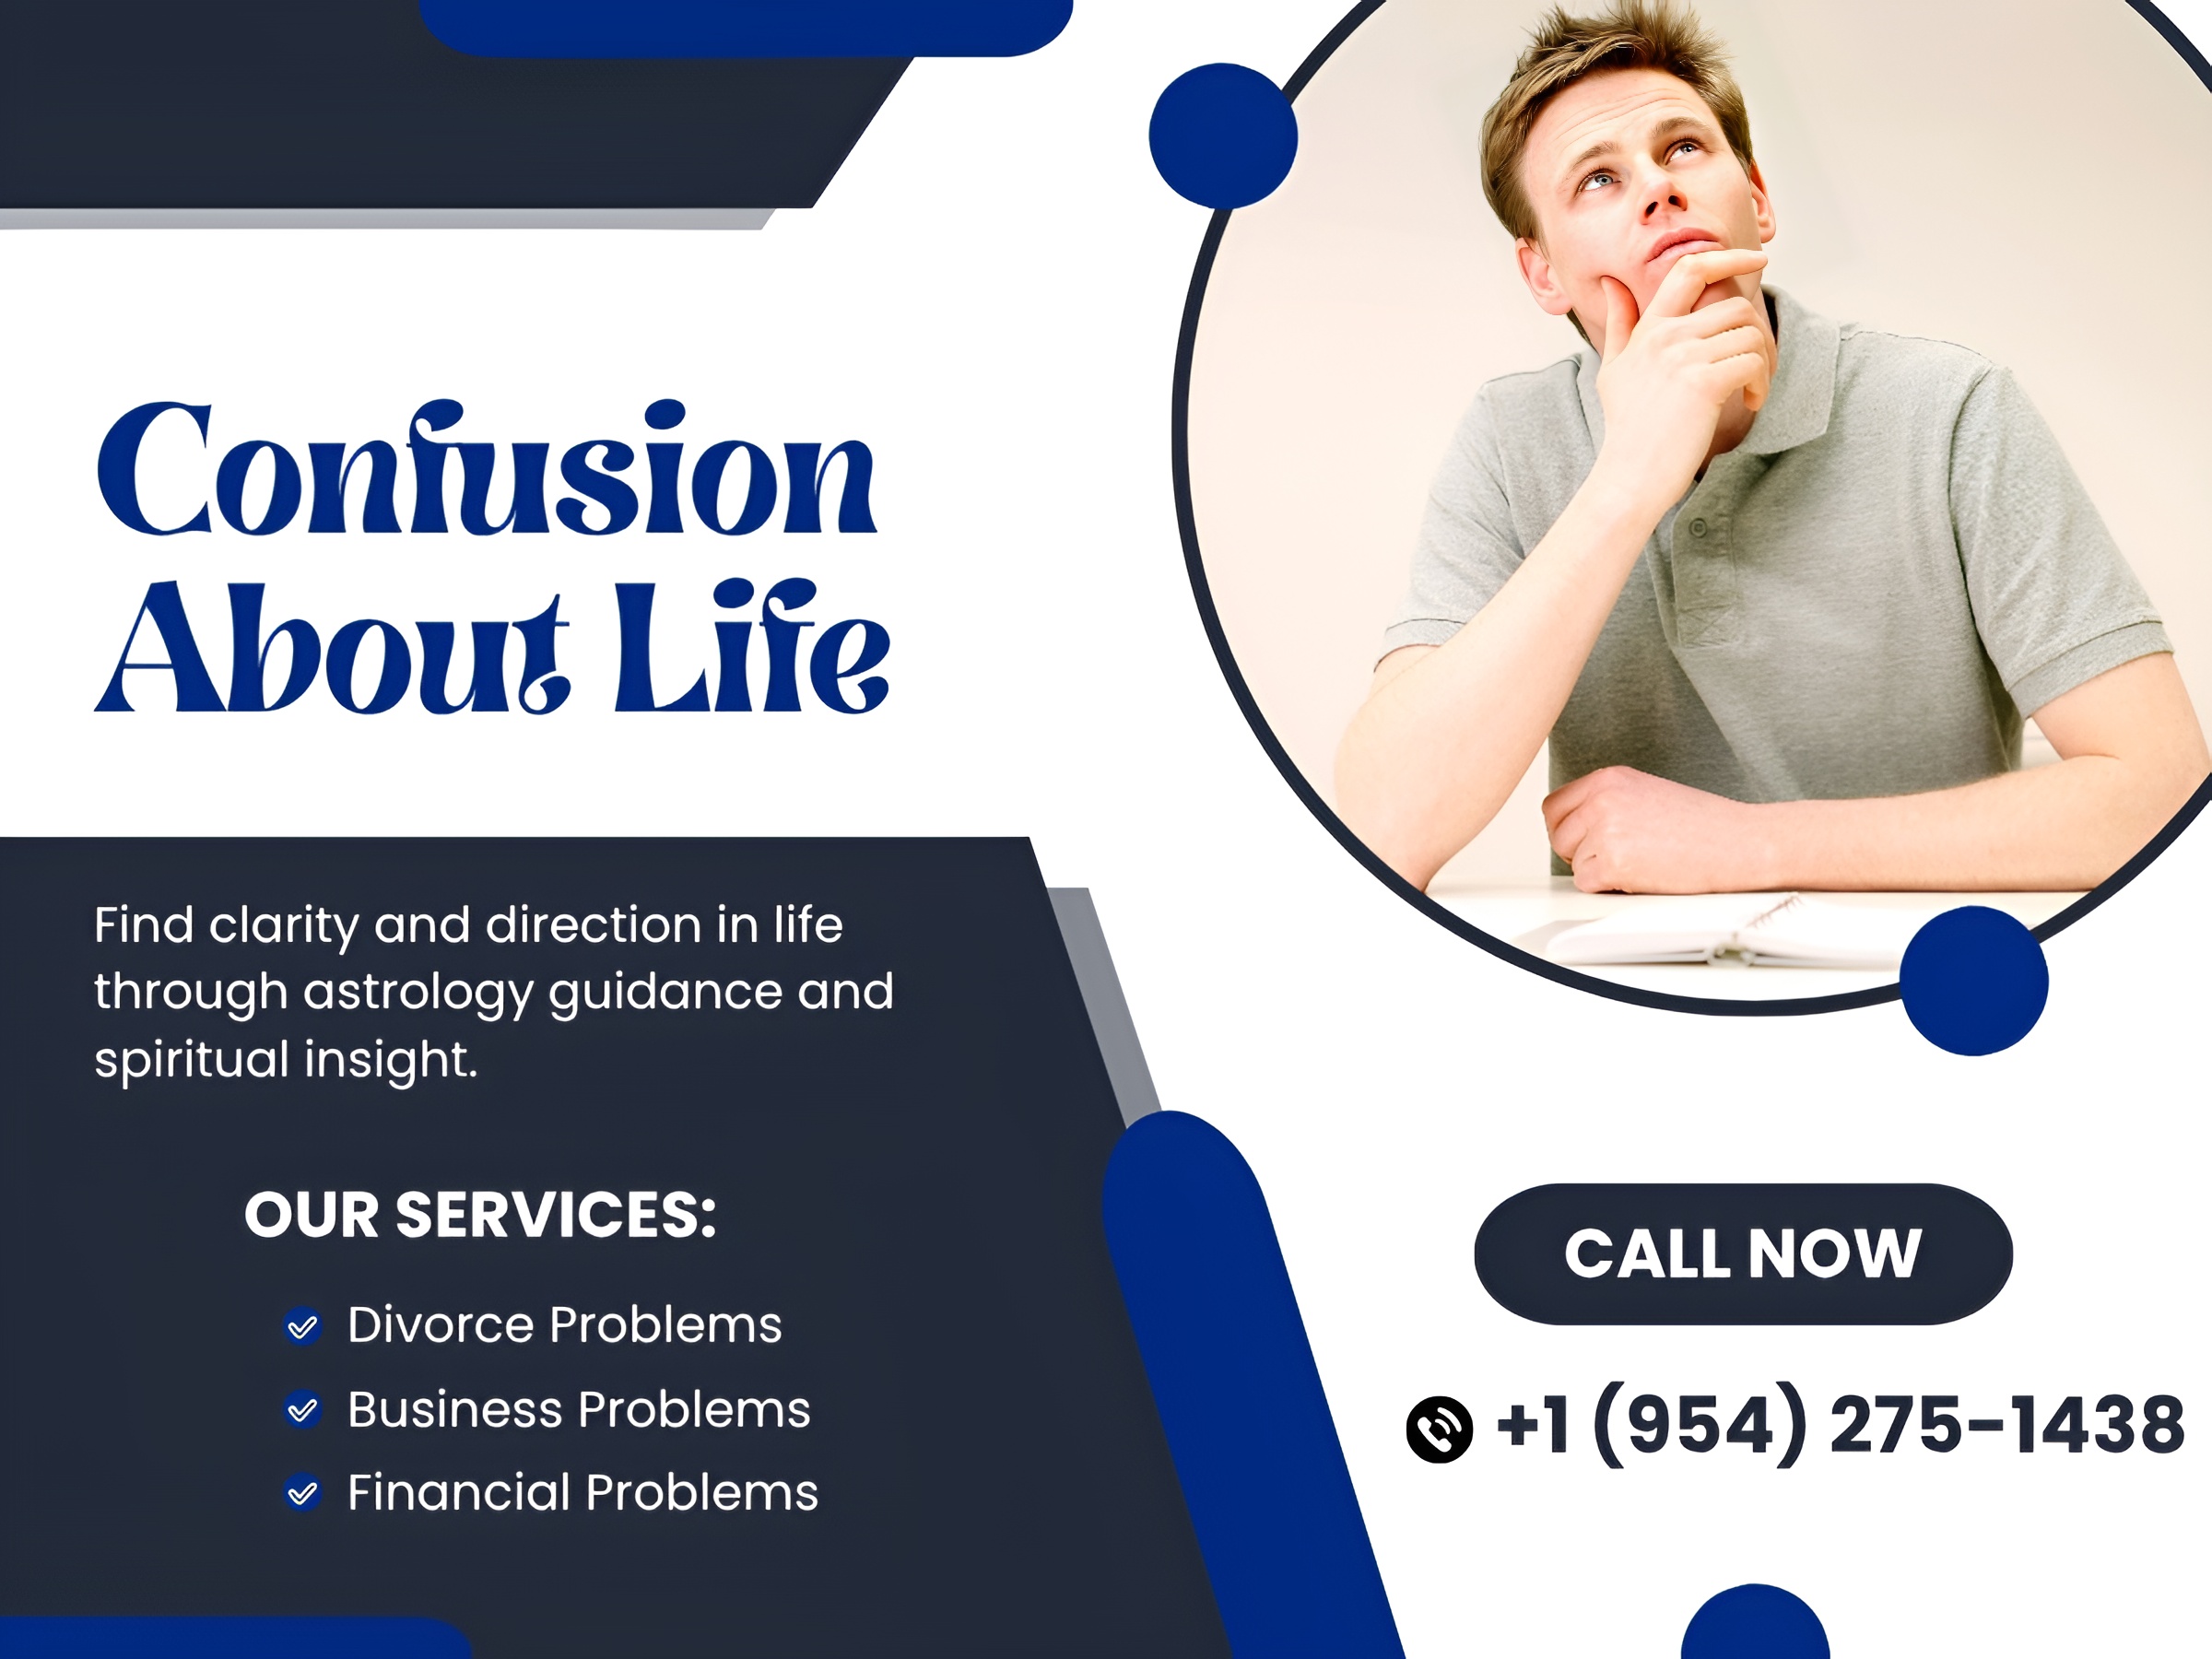 Confusion
About Life
Find clarity and direction in life
through astrology guidance and
spiritual insight.
OUR SERVICES:
Divorce Problems
Business Problems
Financial Problems
CALL NOW
+1 (954) 275-1438